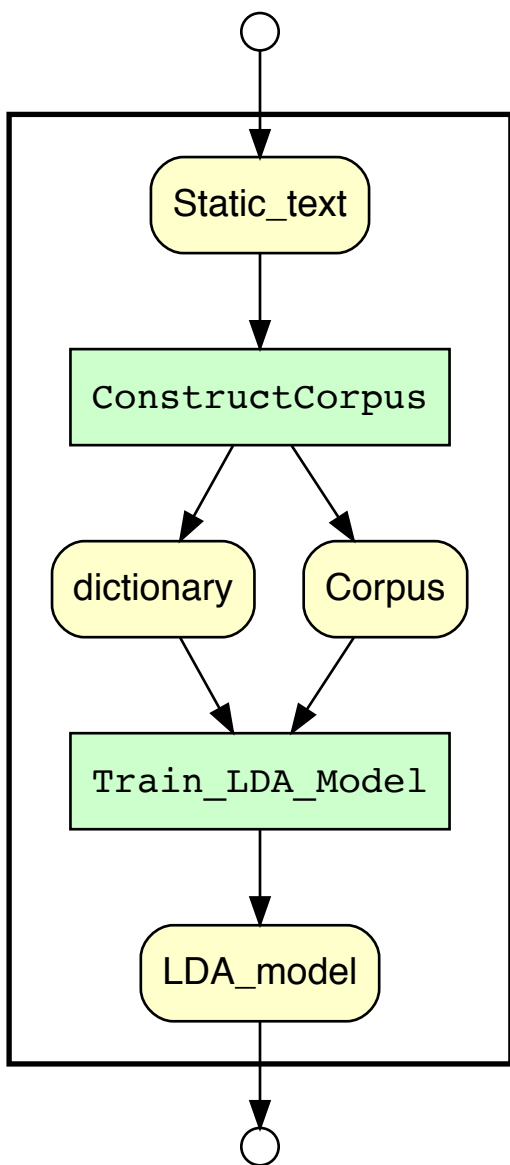 Static_text
ConstructCorpus
dictionary
Corpus
Train_LDA_Model
LDA_model